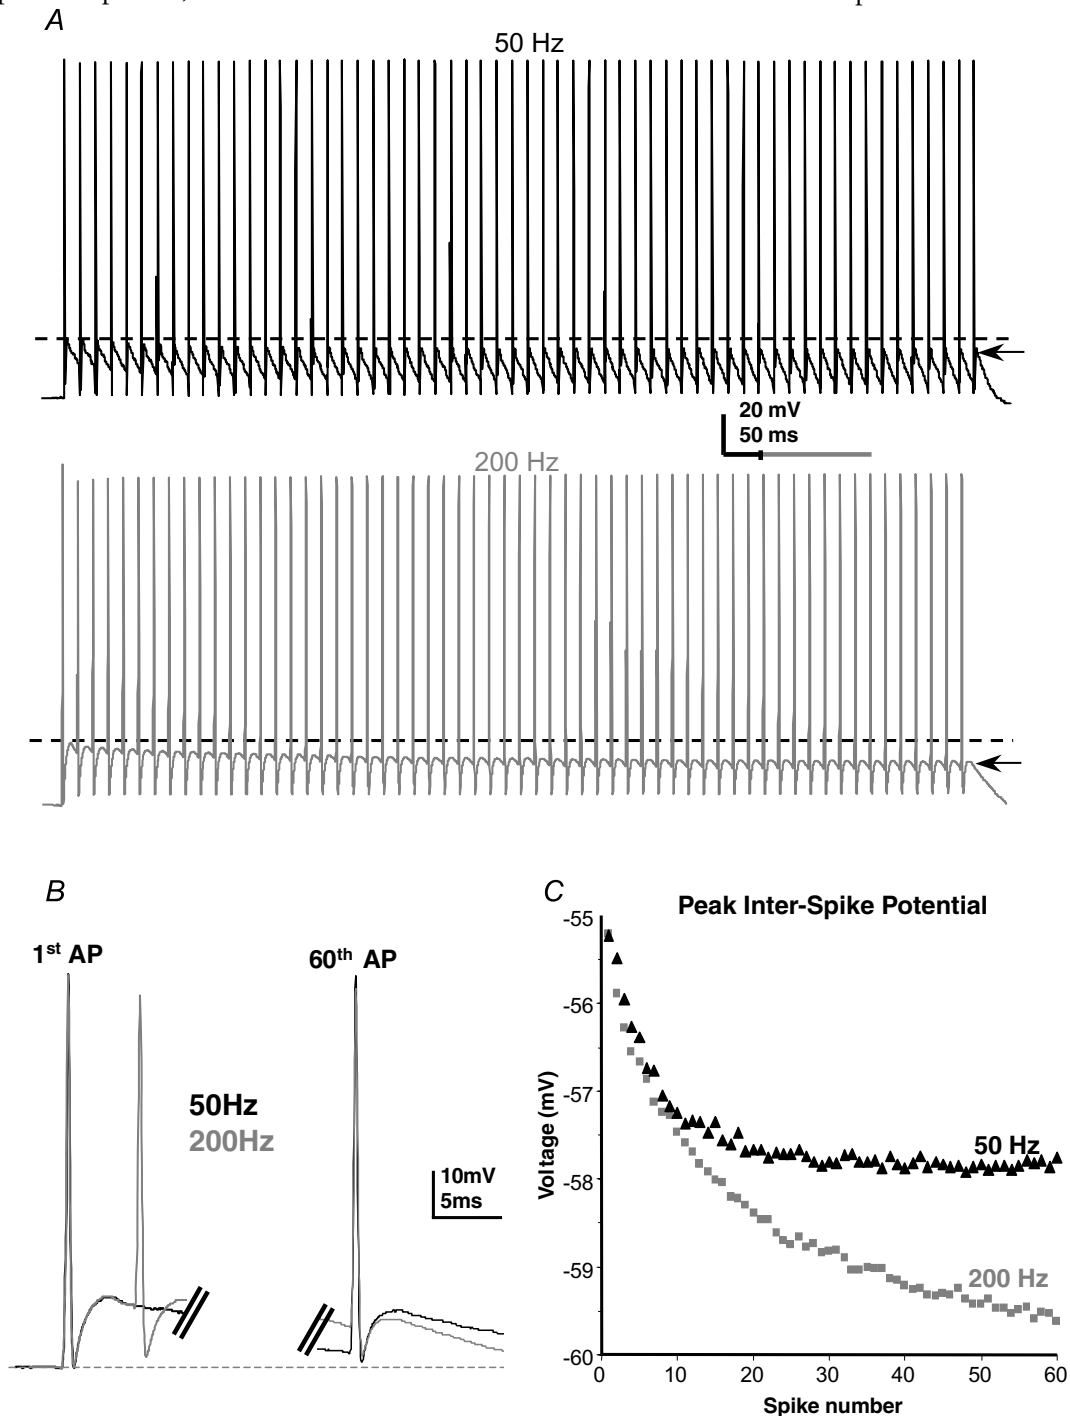 A
50 Hz
20 mV
50 ms
200 Hz
B
1st AP
60th AP
50Hz
200Hz
10mV
5ms
C
Peak Inter-Spike Potential
-55
-56
-57
-58
-59
-60
Voltage (mV)
50 Hz
200 Hz
0 10 20 30 40 50 60
Spike number